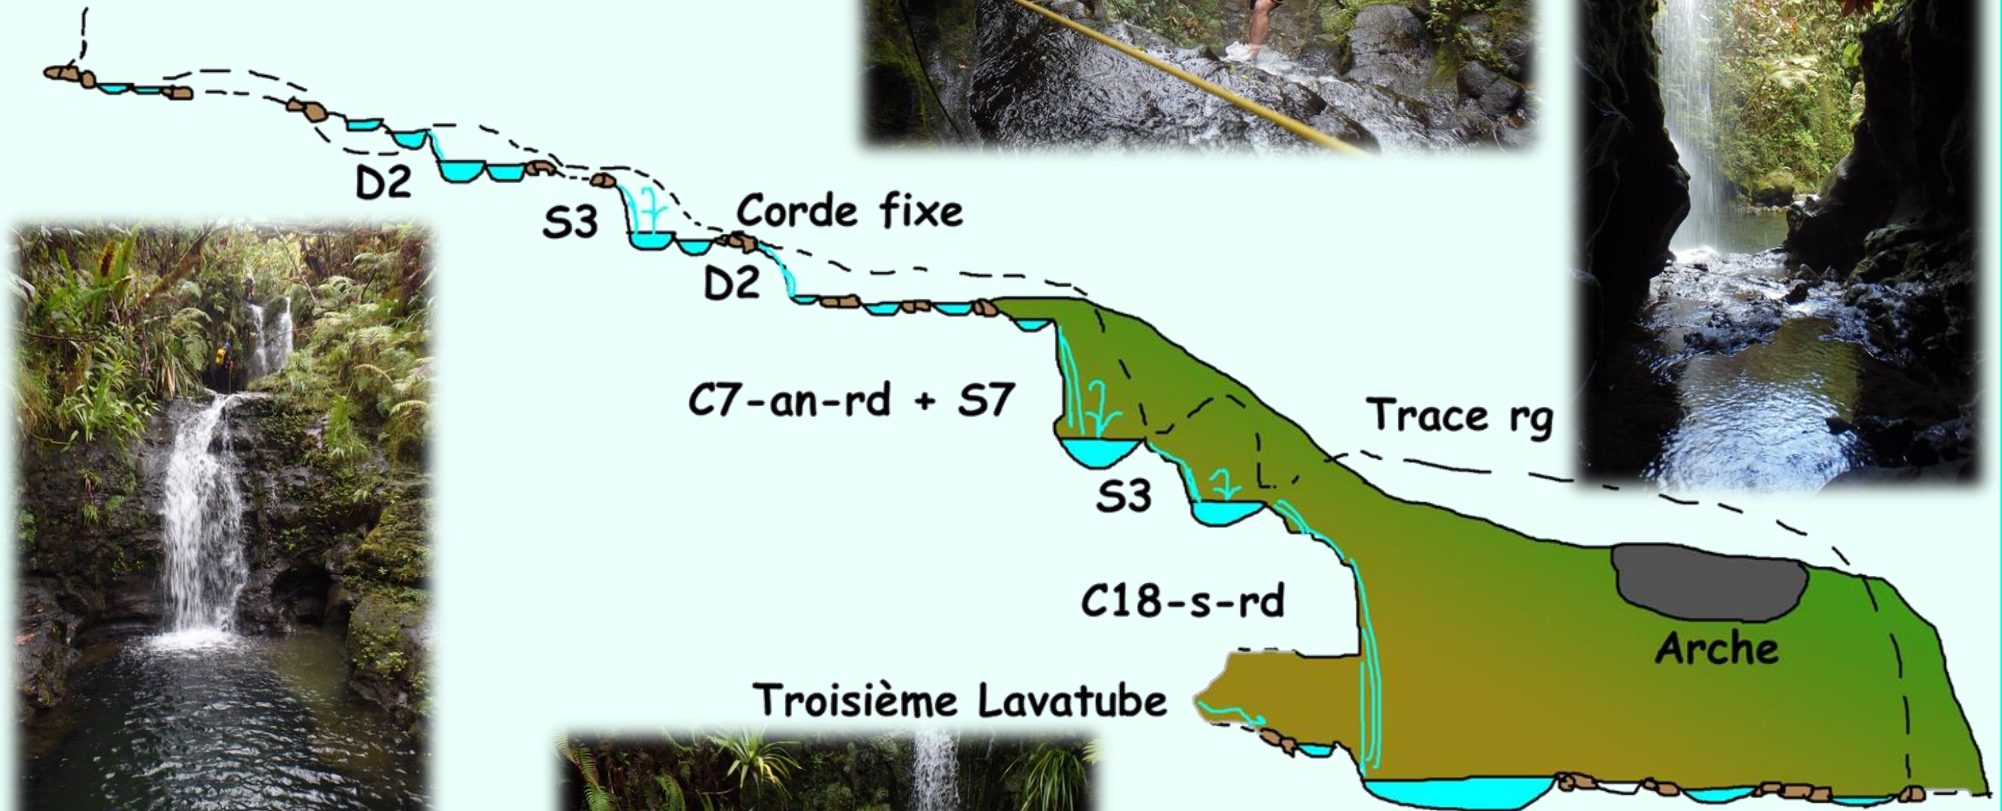 D2
S3
Corde fixe
D2
C7-an-rd + S7
Trace rg
S3
C18-s-rd
Arche
Troisième Lavatube